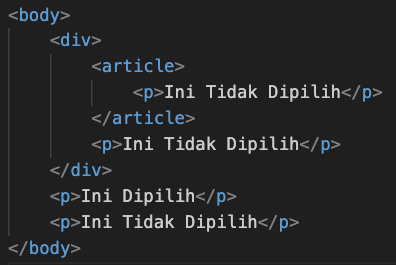 <body>
<div>
<article>
<p>Ini Tidak Dipilih</p>
</article>
<p>Ini Tidak Dipilih</p>
</div>
<p>Ini Dipilih</p>
<p>Ini Tidak Dipilih</p>
</body>